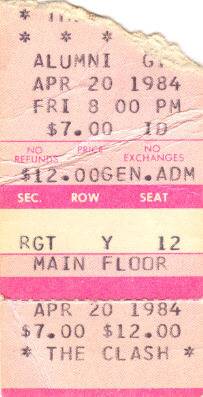 * * *
ALUMNI
APR 20 1984
FRI 8 00 PM
$7.00 ID
NO REFUNDS PRICE NO EXCHANGES
$12.00GEN.ADM
SEC. ROW SEAT
RGT Y 12
MAIN FLOOR
APR 20 1984
$7.00 $12.00
* THE CLASH *